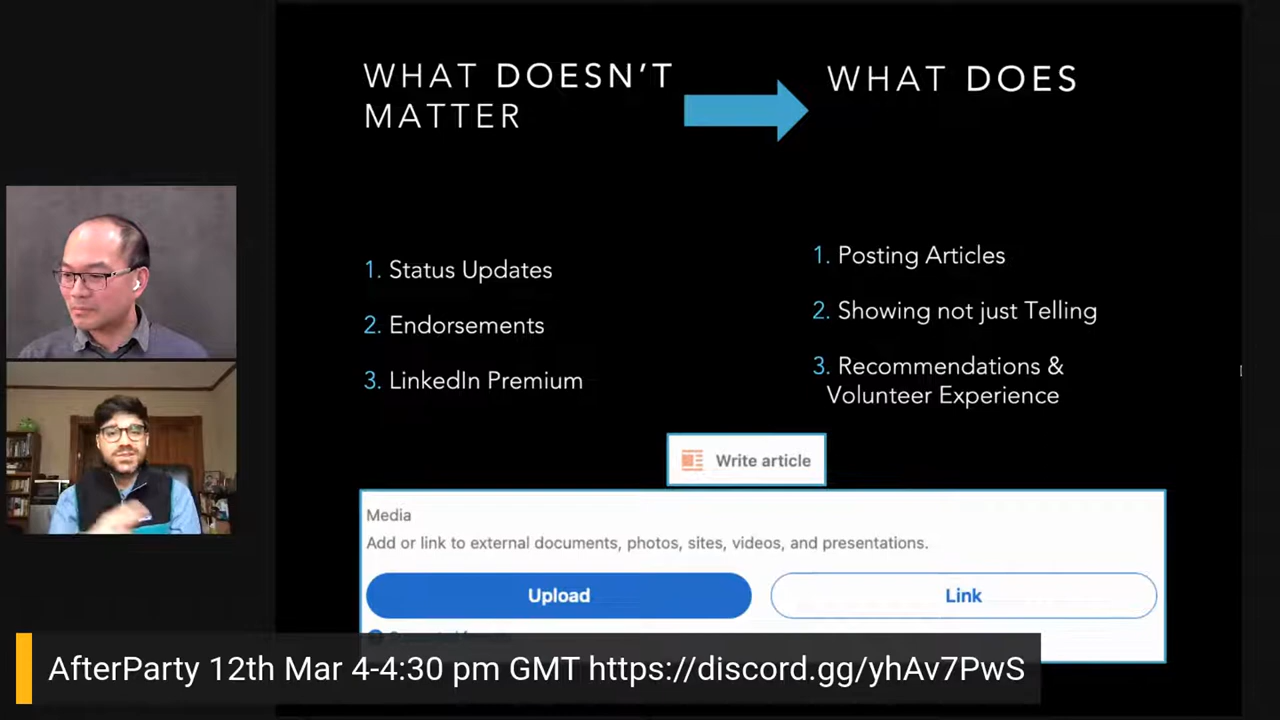 WHAT DOESN'T
MATTER
WHAT DOES
1. Status Updates
2. Endorsements
3. LinkedIn Premium
1. Posting Articles
2. Showing not just Telling
3. Recommendations &
Volunteer Experience
Write article
Media
Add or link to external documents, photos, sites, videos, and presentations.
Upload
Link
AfterParty 12th Mar 4-4:30 pm GMT https://discord.gg/yhAv7PwS